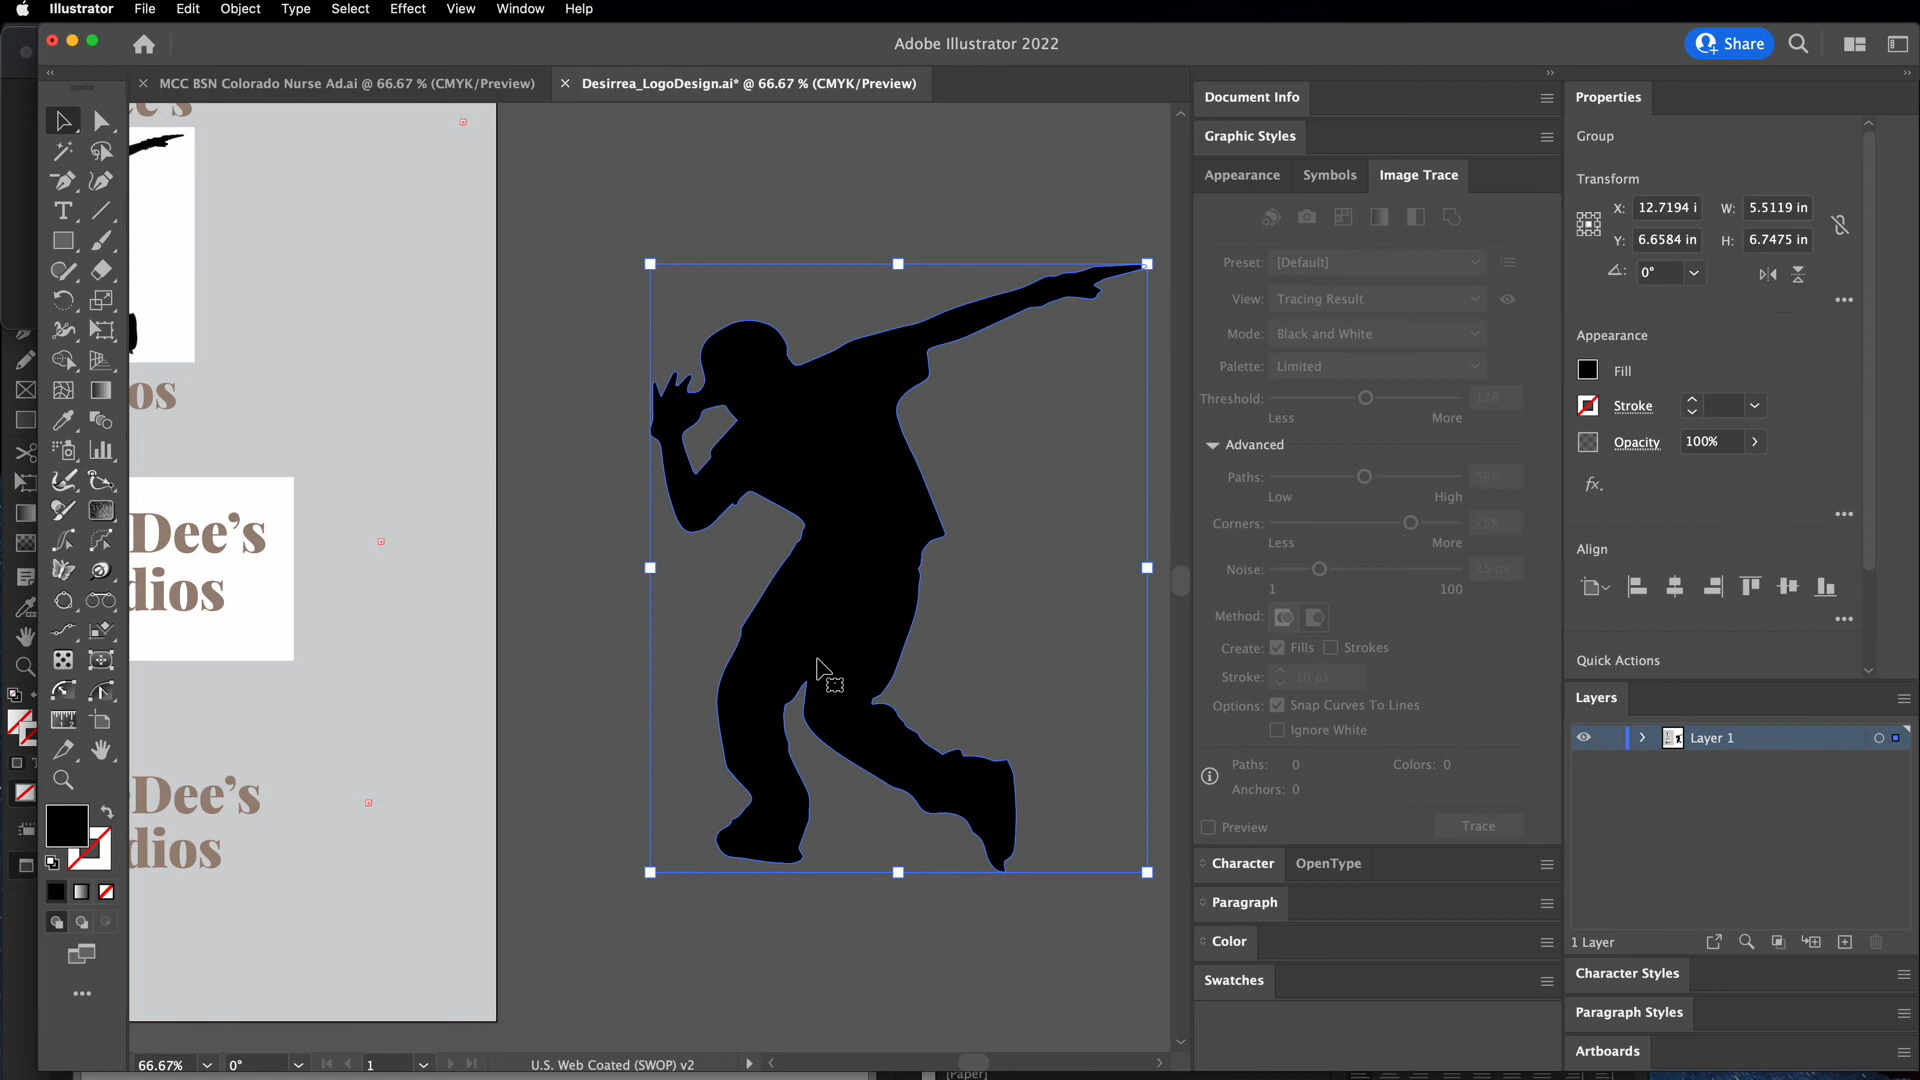 Illustrator File Edit Object Type Select Effect View Window Help
Adobe Illustrator 2022
Share
MCC BSN Colorado Nurse Ad.ai @ 66.67 % (CMYK/Preview)
Desirrea_LogoDesign.ai* @ 66.67 % (CMYK/Preview)
os
Dee's
dios
Dee's
dios
66.67%
0°
1
U.S. Web Coated (SWOP) v2
[Paper]
Document Info
Graphic Styles
Appearance Symbols Image Trace
Preset: [Default]
View: Tracing Result
Mode: Black and White
Palette: Limited
Threshold: 128
Less More
Advanced
Paths: 50%
Low High
Corners: 75%
Less More
Noise: 25 px
1 100
Method:
Create: Fills Strokes
Stroke: 10 px
Options: Snap Curves To Lines
Ignore White
Paths: 0 Colors: 0
Anchors: 0
Preview Trace
Character OpenType
Paragraph
Color
Swatches
Properties
Group
Transform
X: 12.7194 i W: 5.5119 in
Y: 6.6584 in H: 6.7475 in
0°
Appearance
Fill
Stroke
Opacity 100%
fx.
Align
Quick Actions
Layers
Layer 1
1 Layer
Character Styles
Paragraph Styles
Artboards